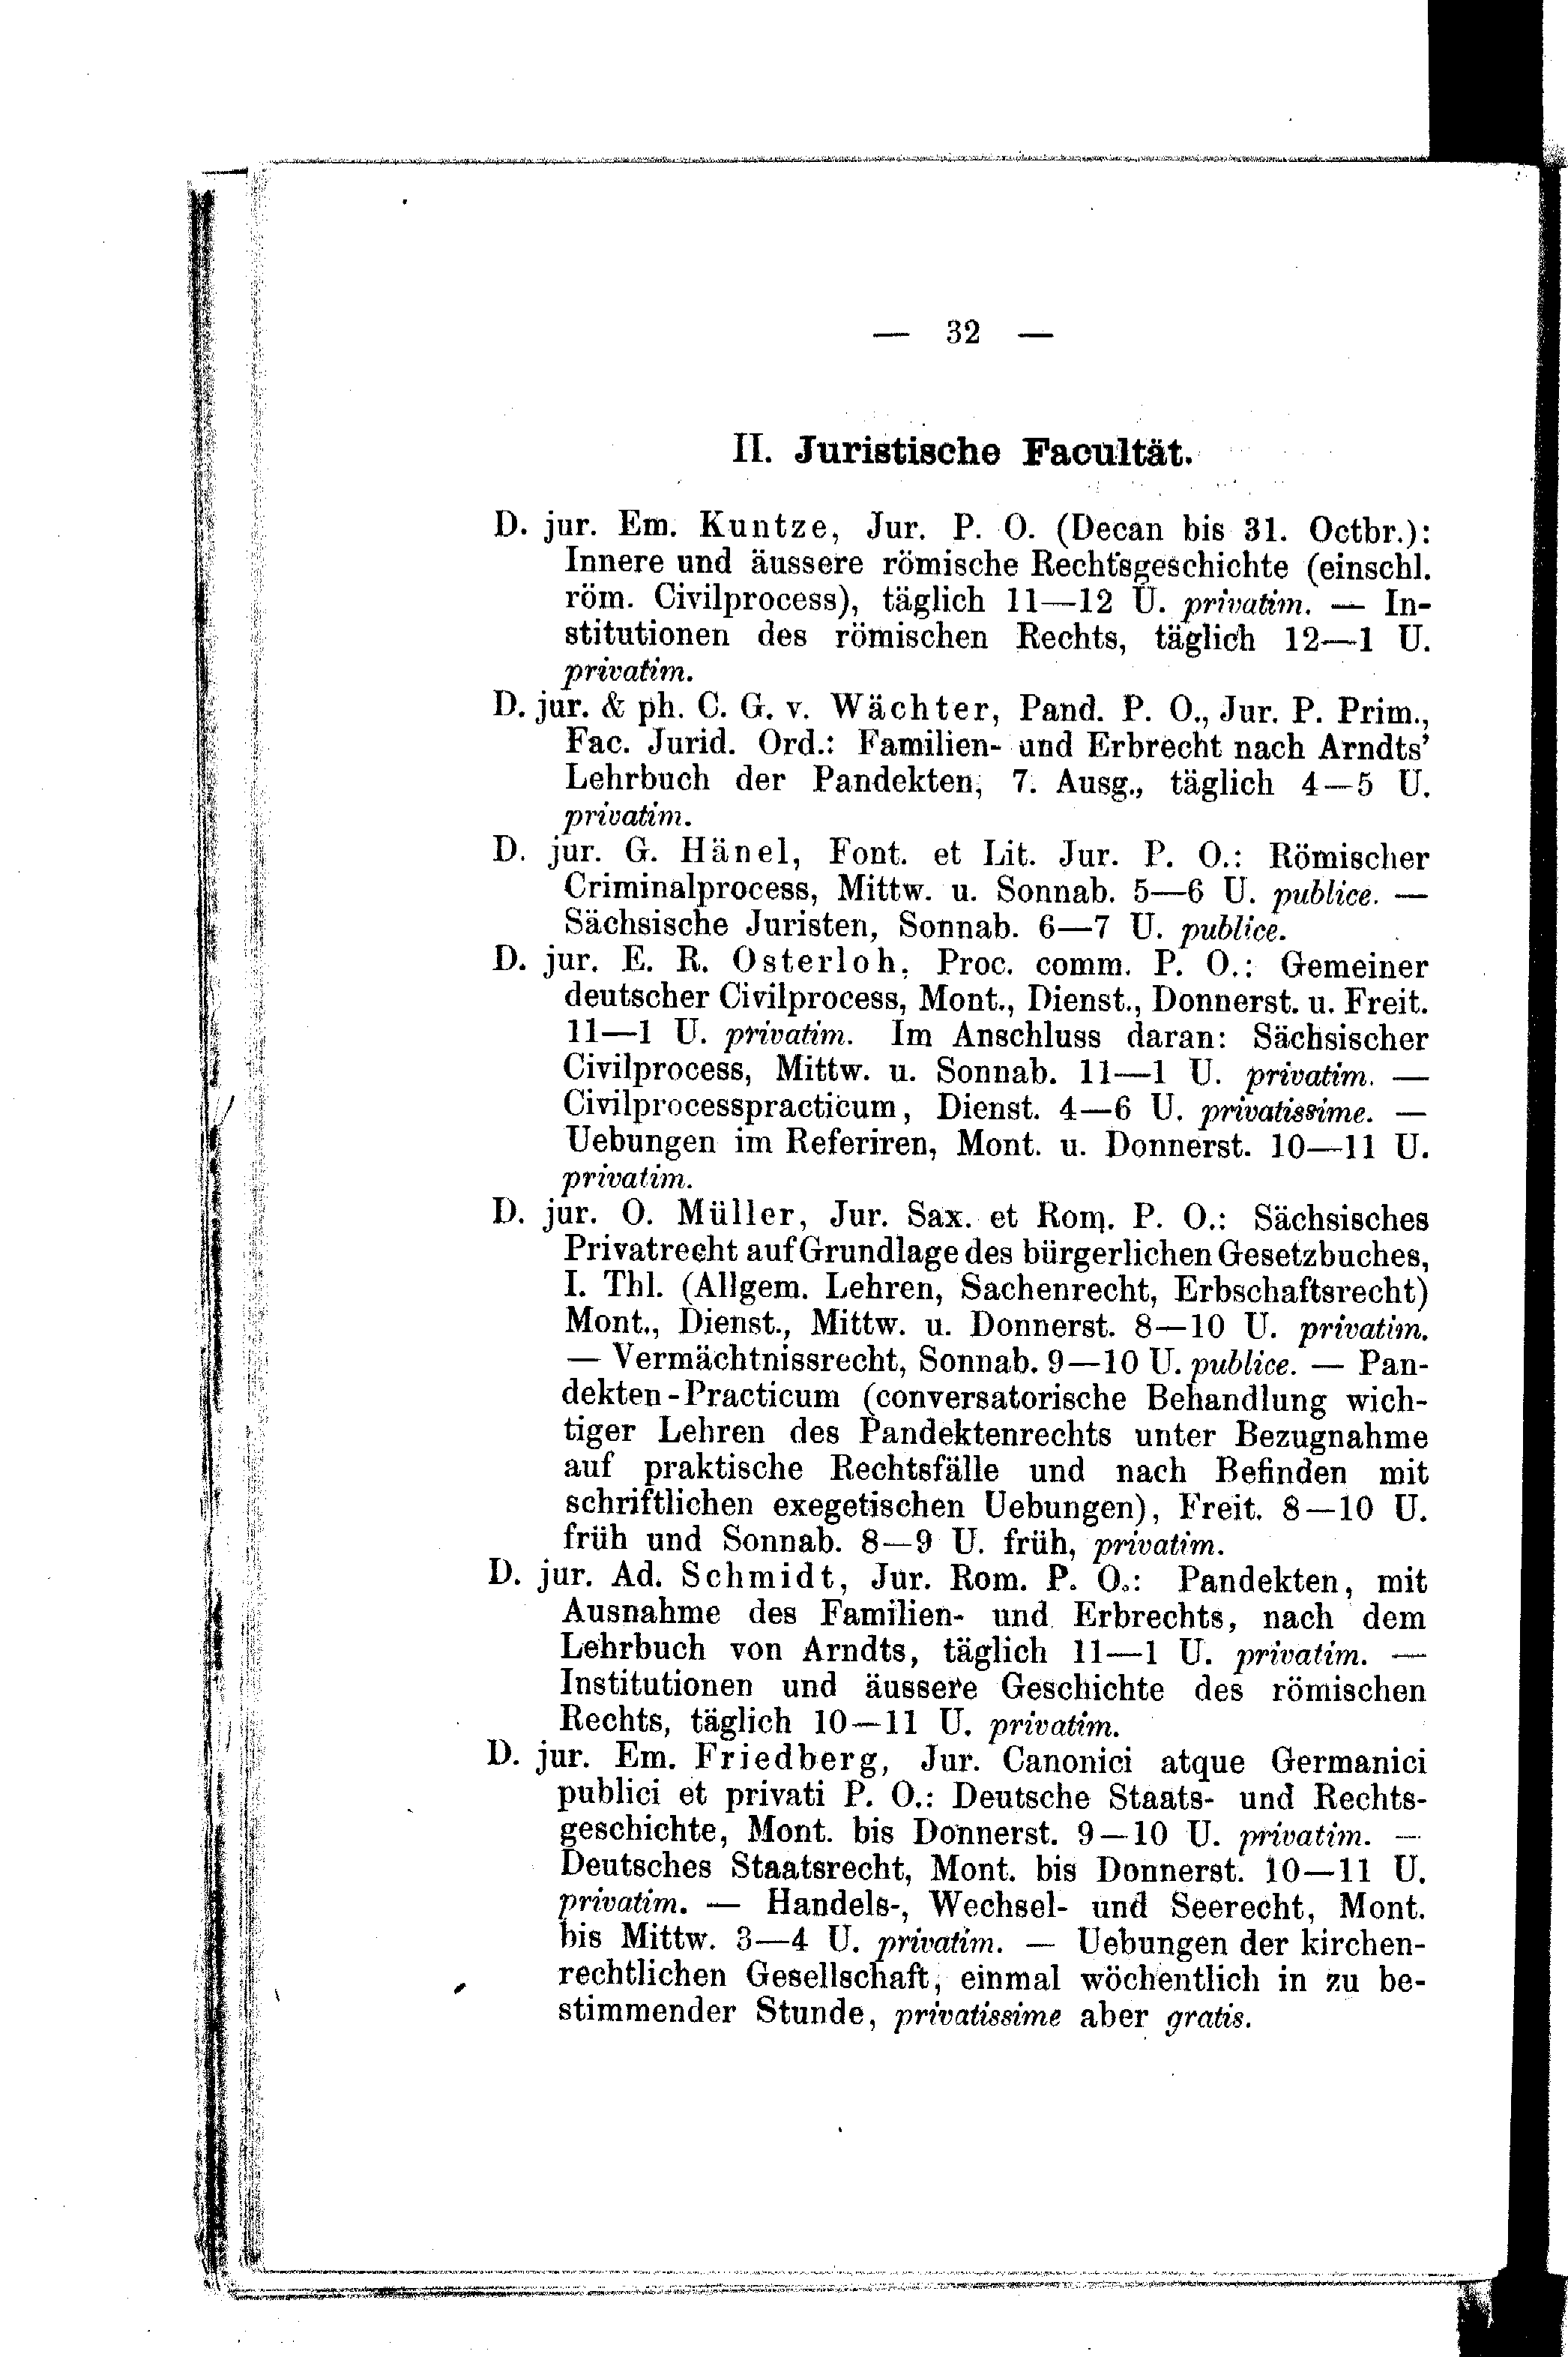 — 32 —
II. Juristische Facultät.
D. jur. Em. Kuntze, Jur. P. O. (Decan bis 31. Octbr.):
Innere und äussere römische Rechtsgeschichte (einschl.
röm. Civilprocess), täglich 11—12 U. privatim. — In-
stitutionen des römischen Rechts, täglich 12—1 U.
privatim.
D. jur. & ph. C. G. v. Wächter, Pand. P. O., Jur. P. Prim.,
Fac. Jurid. Ord.: Familien- und Erbrecht nach Arndts'
Lehrbuch der Pandekten, 7. Ausg., täglich 4—5 U.
privatim.
D. jur. G. Hänel, Font. et Lit. Jur. P. O.: Römischer
Criminalprocess, Mittw. u. Sonnab. 5—6 U. publice. —
Sächsische Juristen, Sonnab. 6—7 U. publice.
D. jur. E. R. Osterloh, Proc. comm. P. O.: Gemeiner
deutscher Civilprocess, Mont., Dienst., Donnerst. u. Freit.
11—1 U. privatim. Im Anschluss daran: Sächsischer
Civilprocess, Mittw. u. Sonnab. 11—1 U. privatim. —
Civilprocesspracticum, Dienst. 4—6 U. privatissime. —
Uebungen im Referiren, Mont. u. Donnerst. 10—11 U.
privatim.
D. jur. O. Müller, Jur. Sax. et Rom. P. O.: Sächsisches
Privatrecht auf Grundlage des bürgerlichen Gesetzbuches,
I. Thl. (Allgem. Lehren, Sachenrecht, Erbschaftsrecht)
Mont., Dienst., Mittw. u. Donnerst. 8—10 U. privatim.
— Vermächtnissrecht, Sonnab. 9—10 U. publice. — Pan-
dekten-Practicum (conversatorische Behandlung wich-
tiger Lehren des Pandektenrechts unter Bezugnahme
auf praktische Rechtsfälle und nach Befinden mit
schriftlichen exegetischen Uebungen), Freit. 8—10 U.
früh und Sonnab. 8—9 U. früh, privatim.
D. jur. Ad. Schmidt, Jur. Rom. P. O.: Pandekten, mit
Ausnahme des Familien- und Erbrechts, nach dem
Lehrbuch von Arndts, täglich 11—1 U. privatim. —
Institutionen und äussere Geschichte des römischen
Rechts, täglich 10—11 U. privatim.
D. jur. Em. Friedberg, Jur. Canonici atque Germanici
publici et privati P. O.: Deutsche Staats- und Rechts-
geschichte, Mont. bis Donnerst. 9—10 U. privatim. —
Deutsches Staatsrecht, Mont. bis Donnerst. 10—11 U.
privatim. — Handels-, Wechsel- und Seerecht, Mont.
bis Mittw. 3—4 U. privatim. — Uebungen der kirchen-
rechtlichen Gesellschaft, einmal wöchentlich in zu be-
stimmender Stunde, privatissime aber gratis.